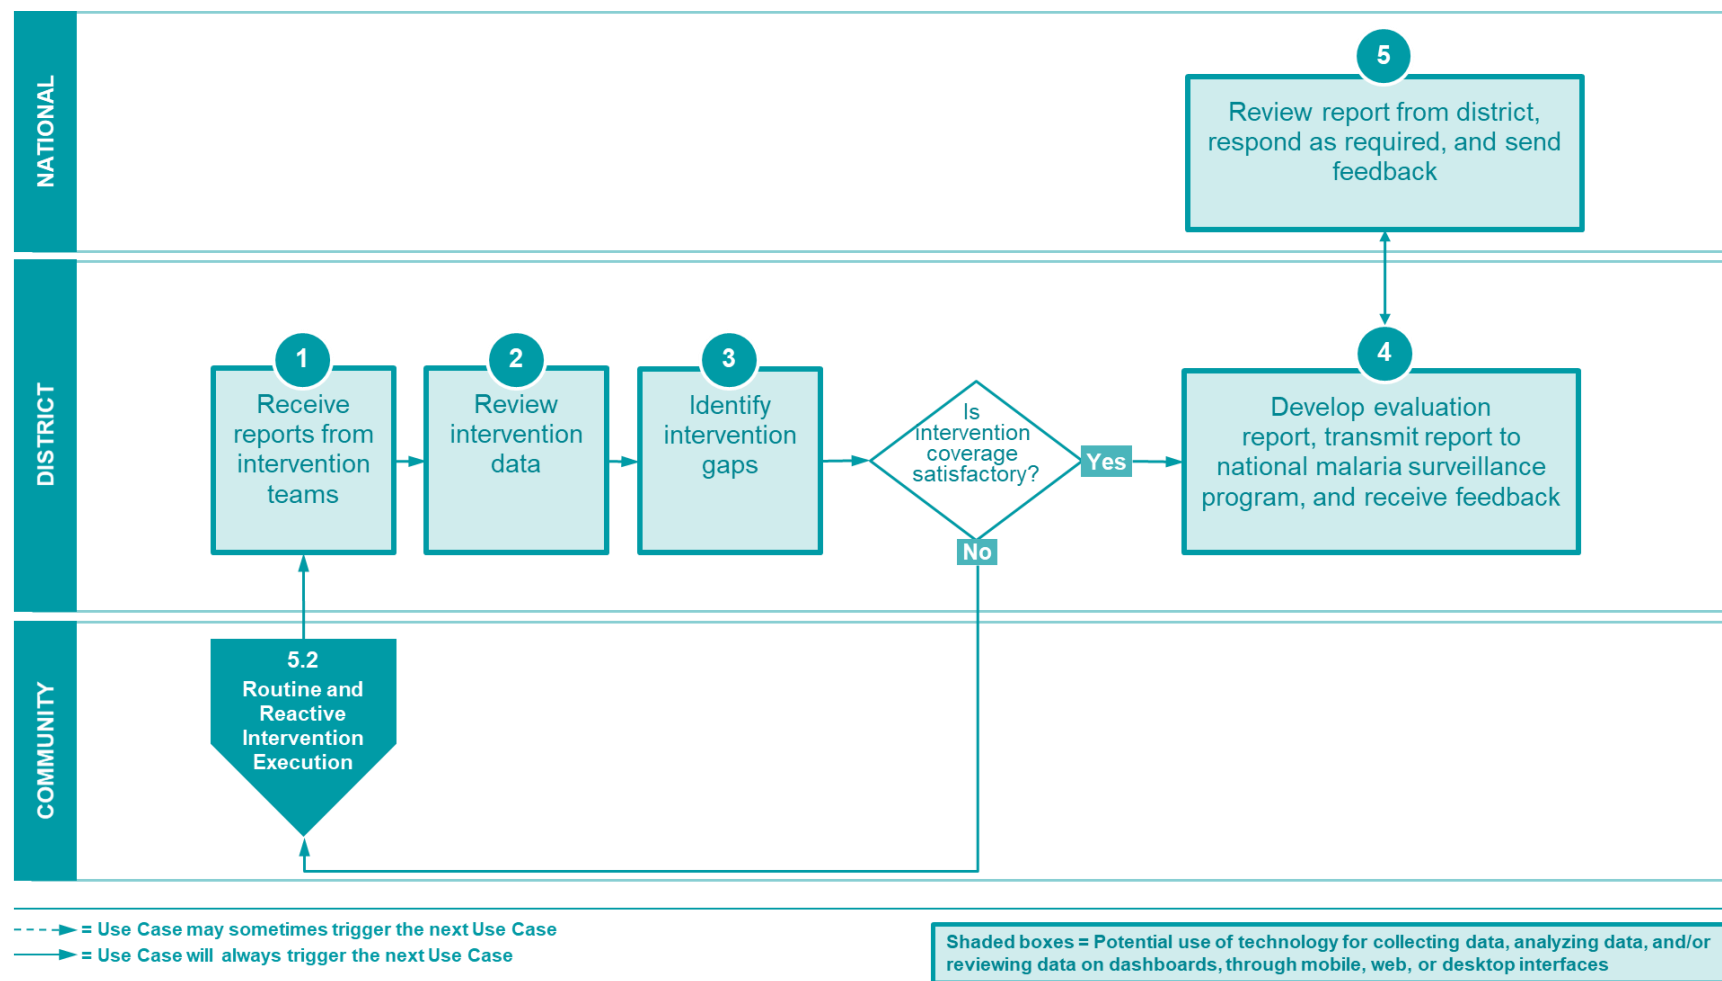 NATIONAL
5
Review report from district,
respond as required, and send
feedback
DISTRICT
1
Receive
reports from
intervention
teams
2
Review
intervention
data
3
Identify
intervention
gaps
Is
intervention
coverage
satisfactory?
Yes
No
4
Develop evaluation
report, transmit report to
national malaria surveillance
program, and receive feedback
COMMUNITY
5.2
Routine and
Reactive
Intervention
Execution
= Use Case may sometimes trigger the next Use Case
= Use Case will always trigger the next Use Case
Shaded boxes = Potential use of technology for collecting data, analyzing data, and/or
reviewing data on dashboards, through mobile, web, or desktop interfaces